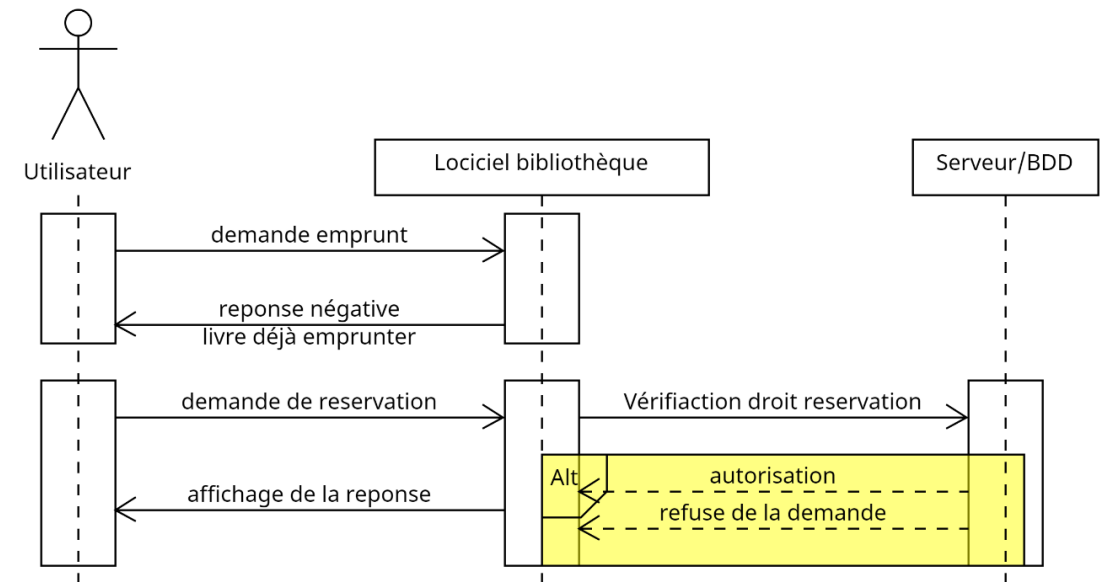 Utilisateur
Lociciel bibliothèque
Serveur/BDD
demande emprunt
reponse négative
livre déjà emprunter
demande de reservation
Vérifiaction droit reservation
Alt
autorisation
affichage de la reponse
refuse de la demande